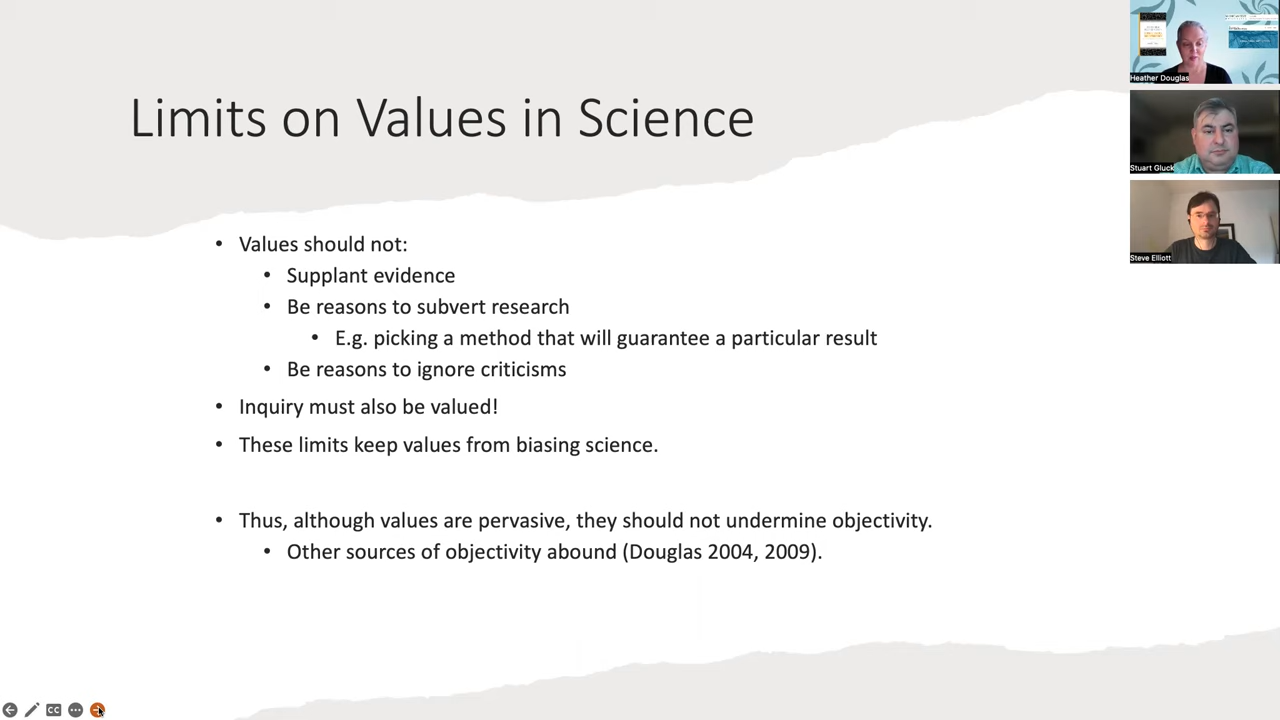 Limits on Values in Science
• Values should not:
• Supplant evidence
• Be reasons to subvert research
• E.g. picking a method that will guarantee a particular result
• Be reasons to ignore criticisms
• Inquiry must also be valued!
• These limits keep values from biasing science.
• Thus, although values are pervasive, they should not undermine objectivity.
• Other sources of objectivity abound (Douglas 2004, 2009).
Heather Douglas
Stuart Gluck
Steve Elliott
CC